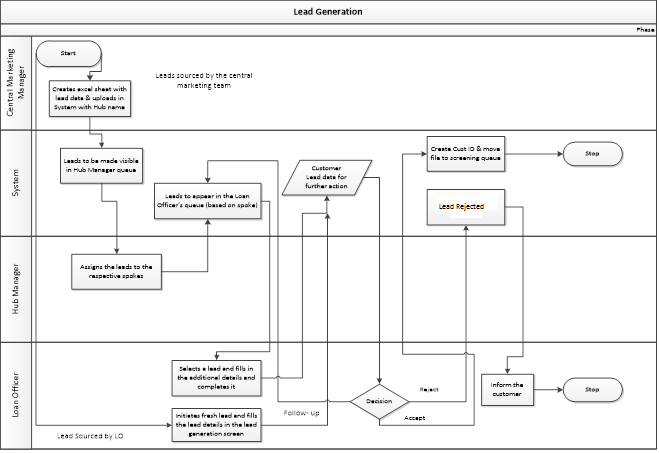 Lead Generation
Phase
Central Marketing
Manager
Start
Creates excel sheet with
lead data & uploads in
System with Hub name
Leads sourced by the central
marketing team
System
Leads to be made visible
in Hub Manager queue
Leads to appear in the Loan
Officer's queue (based on spoke)
Customer
Lead data for
further action
Create Cust ID & move
file to screening queue
Stop
Lead Rejected
Hub Manager
Assigns the leads to the
respective spokes
Loan Officer
Selects a lead and fills in
the additional details and
completes it
Initiates fresh lead and fills
the lead details in the lead
generation screen
Lead Sourced by LO
Follow- up
Decision
Reject
Accept
Inform the
customer
Stop